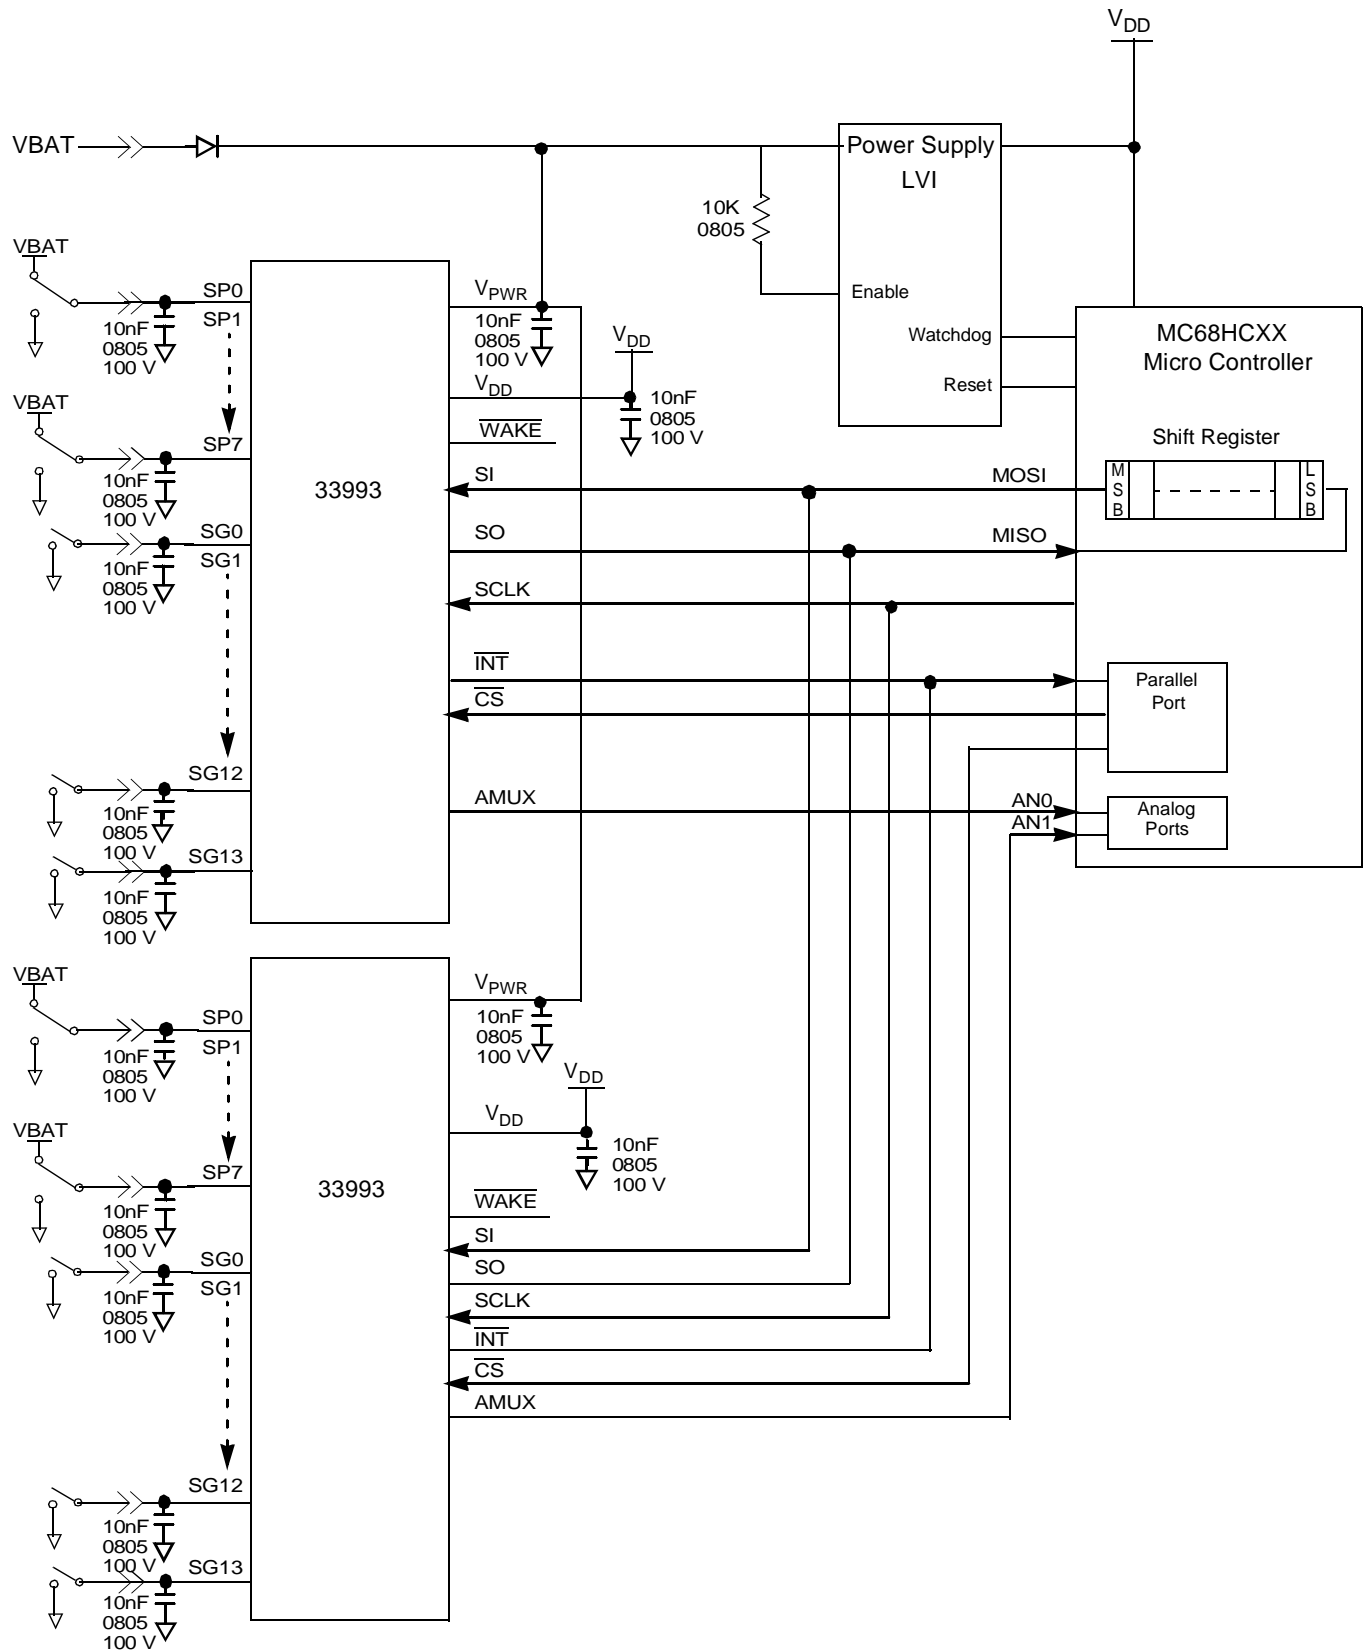 VDD
VBAT
Power Supply
LVI
10K
0805
Enable
Watchdog
Reset
MC68HCXX
Micro Controller
Shift Register
MSB
LSB
MOSI
MISO
Parallel
Port
AN0
AN1
Analog
Ports
VBAT
SP0
SP1
10nF
0805
100 V
VBAT
SP7
10nF
0805
100 V
SG0
SG1
10nF
0805
100 V
SG12
10nF
0805
100 V
SG13
10nF
0805
100 V
33993
VPWR
10nF
0805
100 V
VDD
VDD
10nF
0805
100 V
WAKE
SI
SO
SCLK
INT
CS
AMUX
VBAT
SP0
SP1
10nF
0805
100 V
VBAT
SP7
10nF
0805
100 V
SG0
SG1
10nF
0805
100 V
SG12
10nF
0805
100 V
SG13
10nF
0805
100 V
33993
VPWR
10nF
0805
100 V
VDD
VDD
10nF
0805
100 V
WAKE
SI
SO
SCLK
INT
CS
AMUX